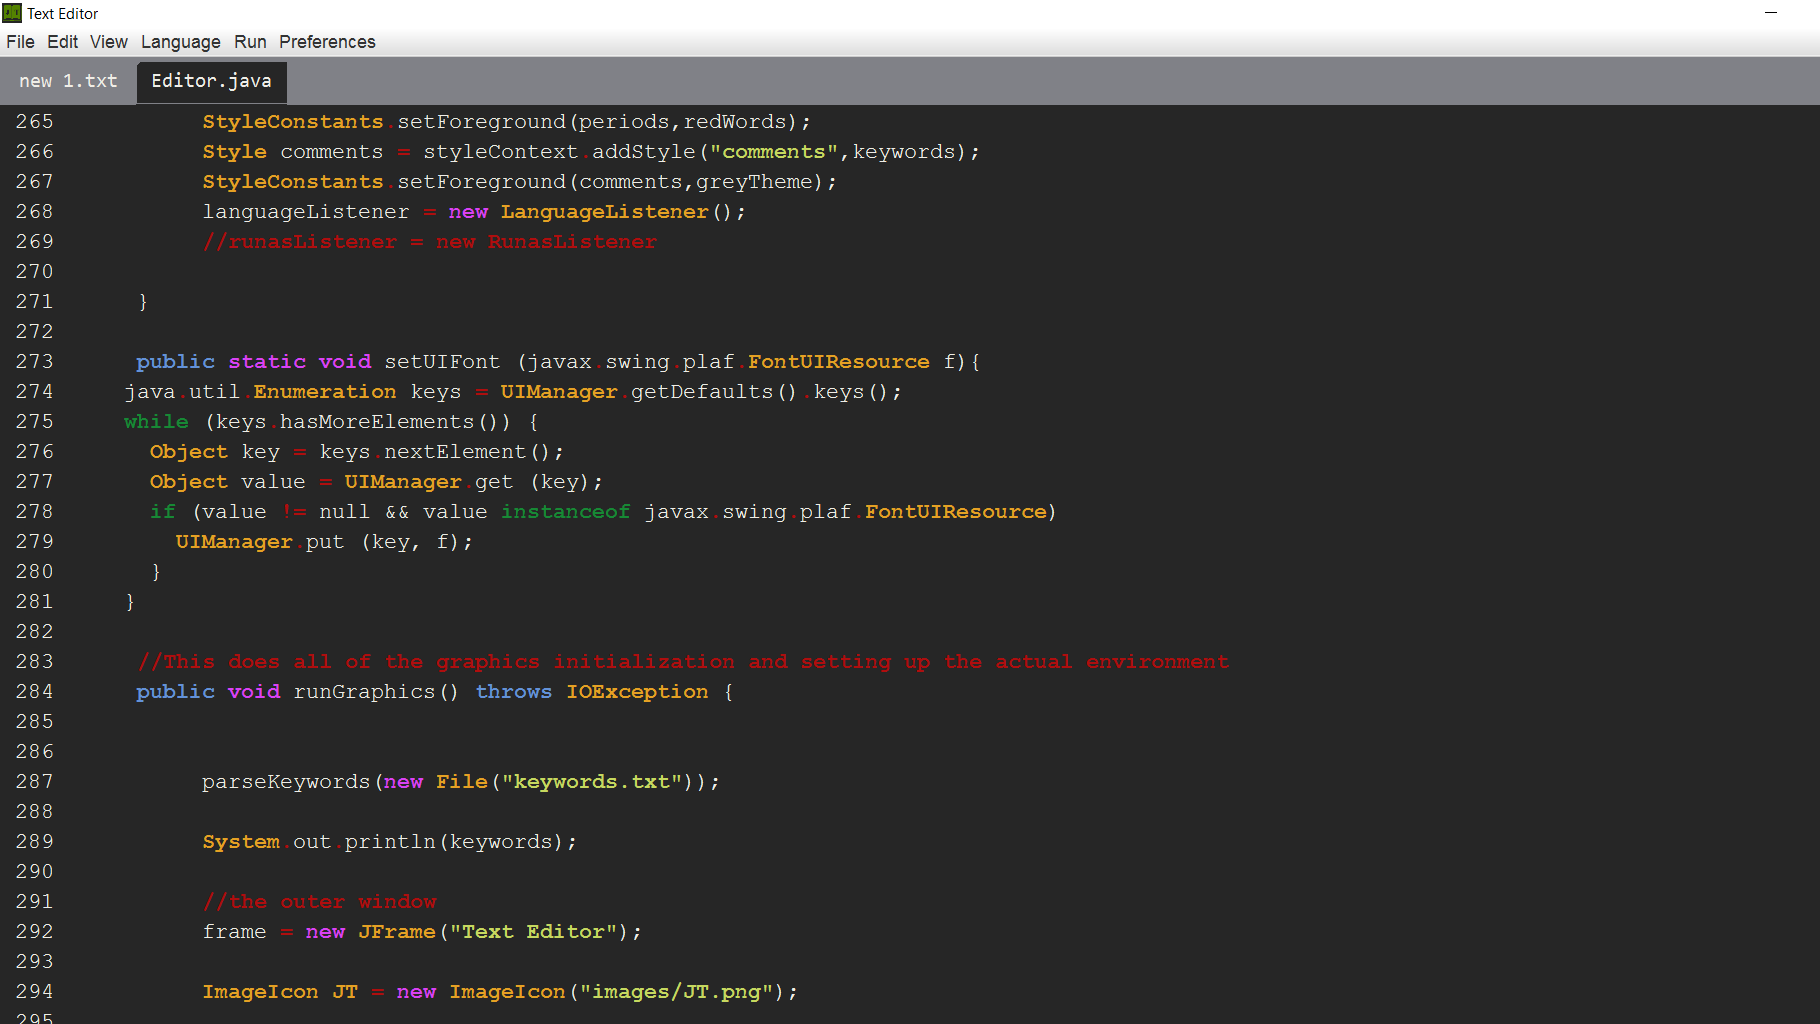 Text Editor
File Edit View Language Run Preferences
new 1.txt Editor.java
265 StyleConstants.setForeground(periods,redWords);
266 Style comments = styleContext.addStyle("comments",keywords);
267 StyleConstants.setForeground(comments,greyTheme);
268 languageListener = new LanguageListener();
269 //runasListener = new RunasListener
270
271 }
272
273 public static void setUIFont (javax.swing.plaf.FontUIResource f){
274 java.util.Enumeration keys = UIManager.getDefaults().keys();
275 while (keys.hasMoreElements()) {
276 Object key = keys.nextElement();
277 Object value = UIManager.get (key);
278 if (value != null && value instanceof javax.swing.plaf.FontUIResource)
279 UIManager.put (key, f);
280 }
281 }
282
283 //This does all of the graphics initialization and setting up the actual environment
284 public void runGraphics() throws IOException {
285
286
287 parseKeywords(new File("keywords.txt"));
288
289 System.out.println(keywords);
290
291 //the outer window
292 frame = new JFrame("Text Editor");
293
294 ImageIcon JT = new ImageIcon("images/JT.png");
295